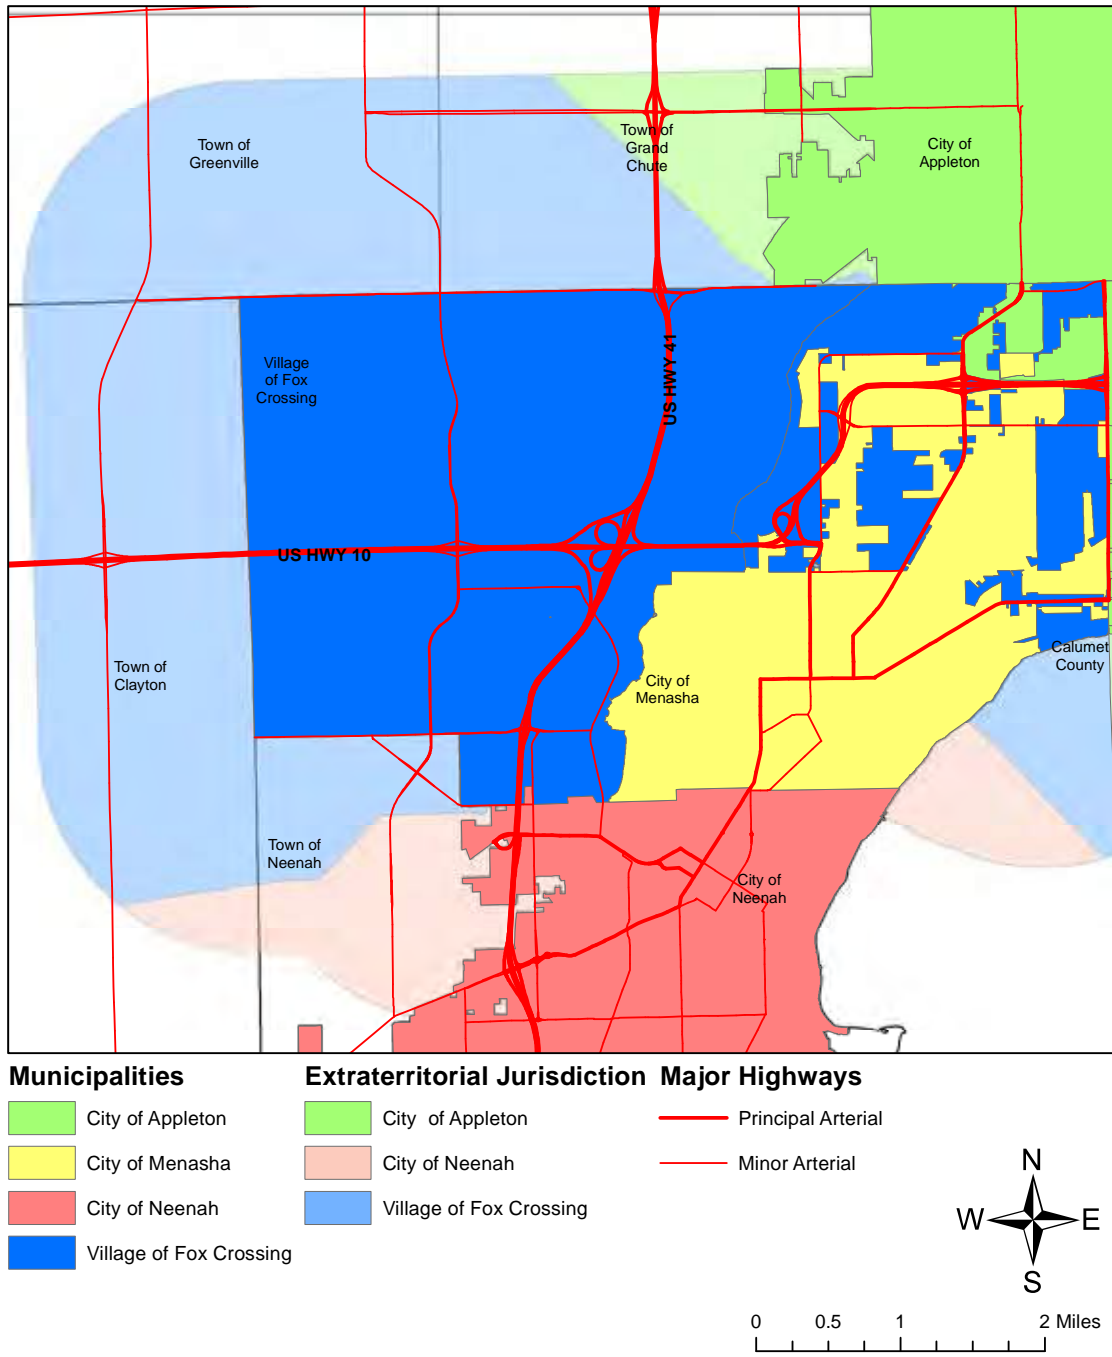 Town of
Greenville
Town of
Grand
Chute
City of
Appleton
Village
of Fox
Crossing
US HWY 41
US HWY 10
Town of
Clayton
City of
Menasha
Calumet
County
Town of
Neenah
City of
Neenah
Municipalities
City of Appleton
City of Menasha
City of Neenah
Village of Fox Crossing
Extraterritorial Jurisdiction
City of Appleton
City of Neenah
Village of Fox Crossing
Major Highways
Principal Arterial
Minor Arterial
N
W E
S
0 0.5 1 2 Miles